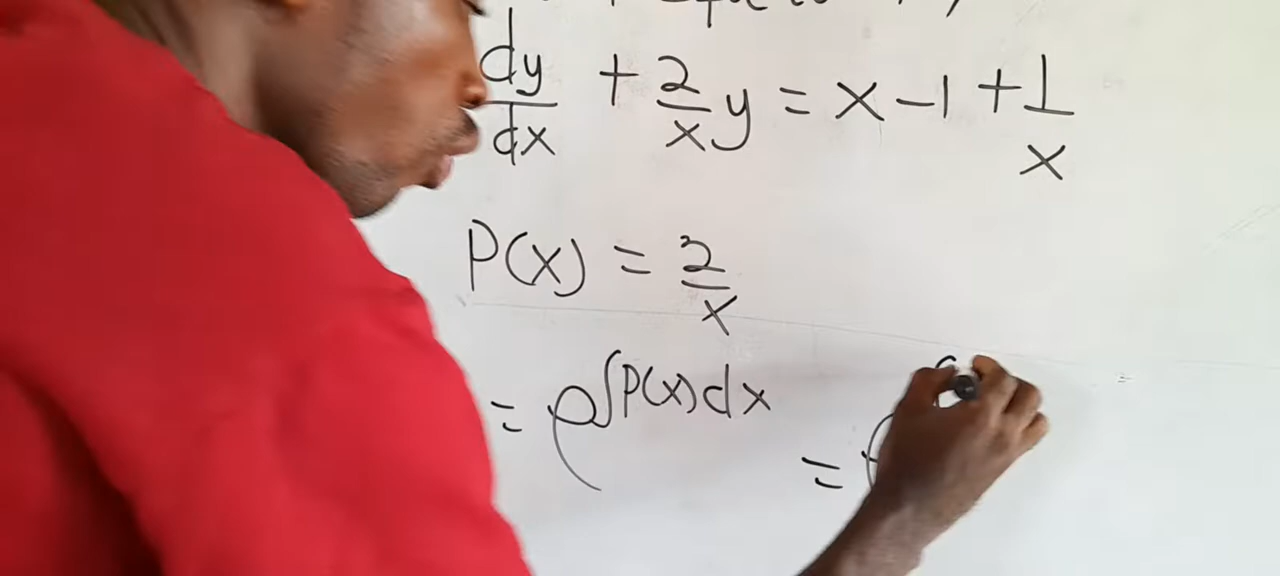 dy/dx + 2/x y = x - 1 + 1/x
P(x) = 2/x
= e^∫P(x)dx = e